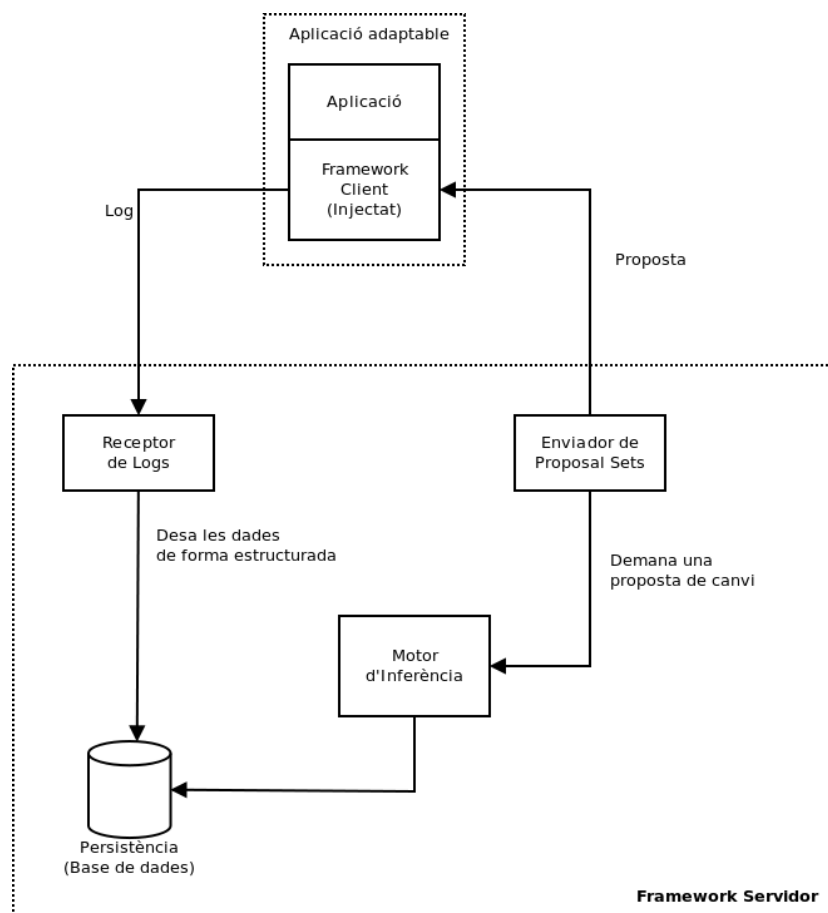 Aplicació adaptable
Aplicació
Framework
Client
(Injectat)
Log
Proposta
Receptor
de Logs
Enviador de
Proposal Sets
Desa les dades
de forma estructurada
Demana una
proposta de canvi
Motor
d'Inferència
Persistència
(Base de dades)
Framework Servidor